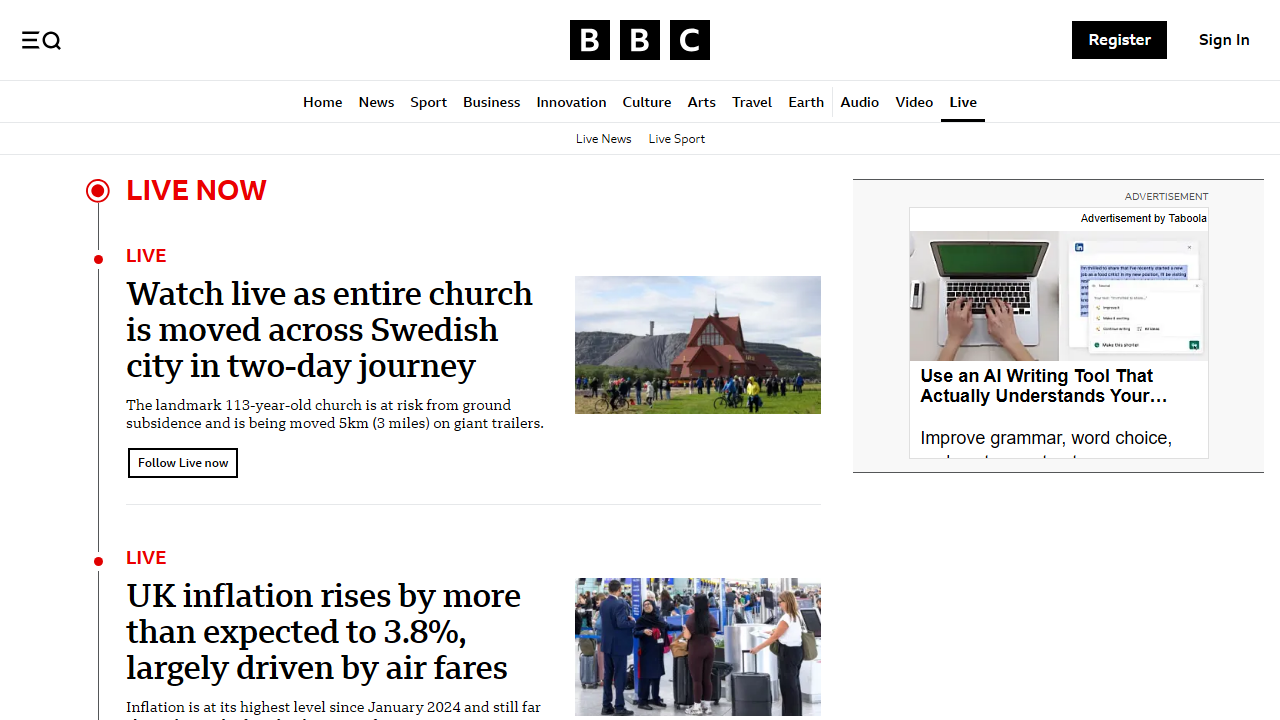 BBC
Register
Sign In
Home
News
Sport
Business
Innovation
Culture
Arts
Travel
Earth
Audio
Video
Live
Live News
Live Sport
LIVE NOW
LIVE
Watch live as entire church
is moved across Swedish
city in two-day journey
The landmark 113-year-old church is at risk from ground
subsidence and is being moved 5km (3 miles) on giant trailers.
Follow Live now
LIVE
UK inflation rises by more
than expected to 3.8%,
largely driven by air fares
Inflation is at its highest level since January 2024 and still far
ADVERTISEMENT
Advertisement by Taboola
Make this shorter
Use an AI Writing Tool That
Actually Understands Your…
Improve grammar, word choice,